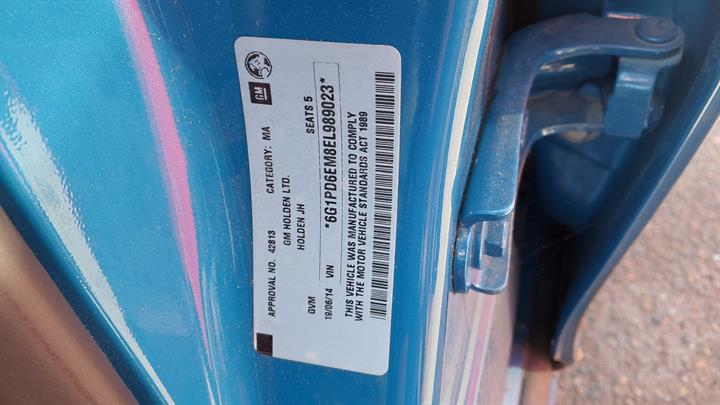 GM
APPROVAL NO. 42813 CATEGORY: MA
GM HOLDEN LTD.
HOLDEN JH
GVM SEATS 5
19/06/14 VIN *6G1PD6EM8EL989023*
THIS VEHICLE WAS MANUFACTURED TO COMPLY
WITH THE MOTOR VEHICLE STANDARDS ACT 1989